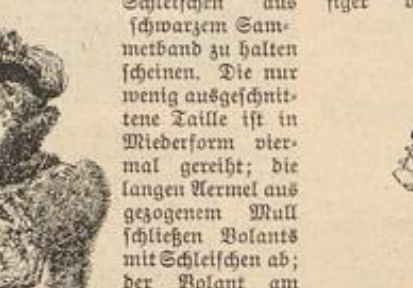 Schleifchen aus
schwarzem Sam-
metband zu halten
scheinen. Die nur
wenig ausgeschnit-
tene Taille ist in
Miederform vier-
mal gereiht; die
langen Aermel aus
gezogenem Mull
schließen Volants
mit Schleifchen ab;
der Volant am